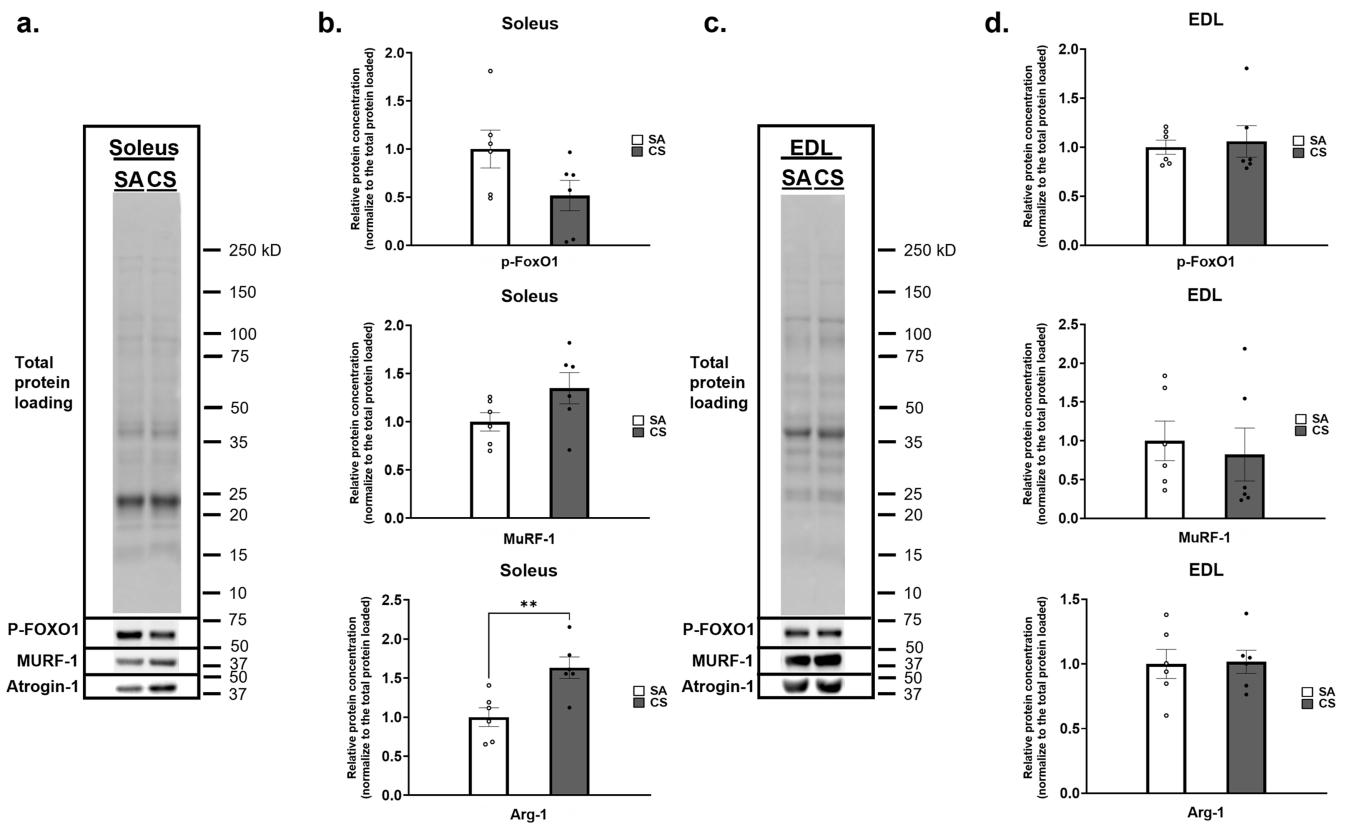 a.
Soleus
SA CS
250 kD
150
100
75
50
35
25
20
15
10
75
50
37
50
37
Total
protein
loading
P-FOXO1
MURF-1
Atrogin-1
b.
Soleus
Relative protein concentration
(normalize to the total protein loaded)
2.0
1.5
1.0
0.5
0.0
p-FoxO1
SA
CS
Soleus
Relative protein concentration
(normalize to the total protein loaded)
2.0
1.5
1.0
0.5
0.0
MuRF-1
SA
CS
Soleus
Relative protein concentration
(normalize to the total protein loaded)
2.5
2.0
1.5
1.0
0.5
0.0
**
Arg-1
SA
CS
c.
EDL
SA CS
250 kD
150
100
75
50
35
25
20
15
10
75
50
37
50
37
Total
protein
loading
P-FOXO1
MURF-1
Atrogin-1
d.
EDL
Relative protein concentration
(normalize to the total protein loaded)
2.0
1.5
1.0
0.5
0.0
p-FoxO1
SA
CS
EDL
Relative protein concentration
(normalize to the total protein loaded)
2.5
2.0
1.5
1.0
0.5
0.0
MuRF-1
SA
CS
EDL
Relative protein concentration
(normalize to the total protein loaded)
1.5
1.0
0.5
0.0
Arg-1
SA
CS